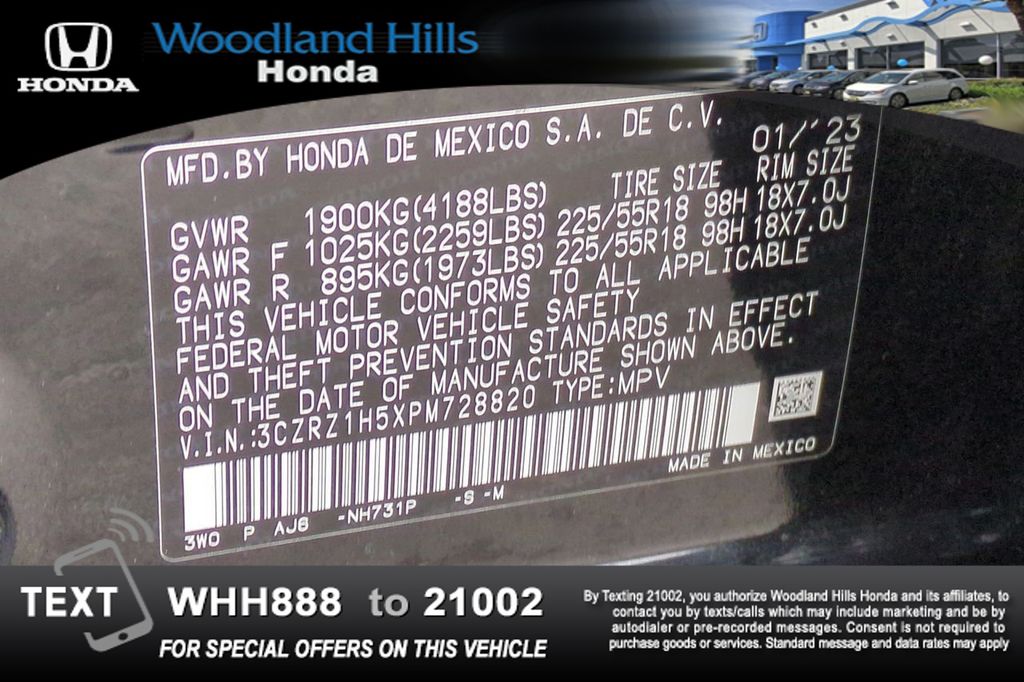 HONDA
Woodland Hills
Honda
MFD.BY HONDA DE MEXICO S.A. DE C.V. 01/'23
TIRE SIZE RIM SIZE
GVWR 1900KG(4188LBS)
GAWR F 1025KG(2259LBS) 225/55R18 98H 18X7.0J
GAWR R 895KG(1973LBS) 225/55R18 98H 18X7.0J
THIS VEHICLE CONFORMS TO ALL APPLICABLE
FEDERAL MOTOR VEHICLE SAFETY
AND THEFT PREVENTION STANDARDS IN EFFECT
ON THE DATE OF MANUFACTURE SHOWN ABOVE.
V.I.N.:3CZRZ1H5XPM728820 TYPE:MPV
MADE IN MEXICO
3W0 P AJ6 -NH731P -S -M
TEXT WHH888 to 21002
FOR SPECIAL OFFERS ON THIS VEHICLE
By Texting 21002, you authorize Woodland Hills Honda and its affiliates, to
contact you by texts/calls which may include marketing and be by
autodialer or pre-recorded messages. Consent is not required to
purchase goods or services. Standard message and data rates may apply